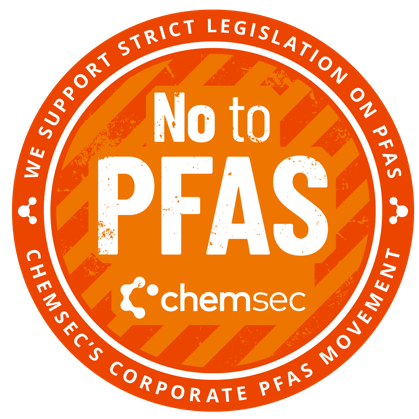 WE SUPPORT STRICT LEGISLATION ON PFAS
No to
PFAS
chemsec
CHEMSEC'S CORPORATE PFAS MOVEMENT